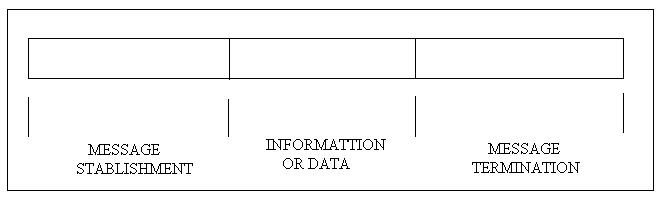 MESSAGE
STABLISHMENT
INFORMATTION
OR DATA
MESSAGE
TERMINATION